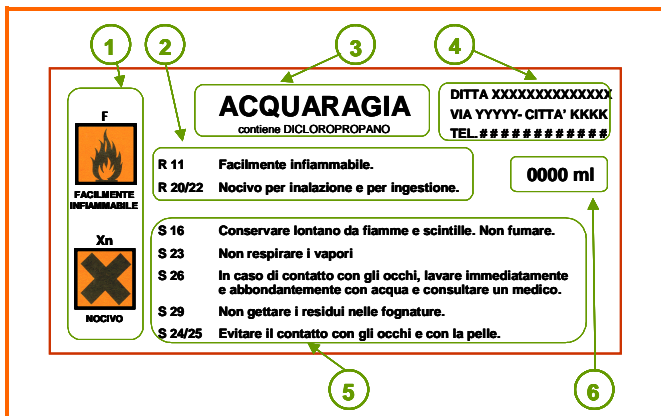 1
2
3
4
F
FACILMENTE
INFIAMMABILE
Xn
NOCIVO
ACQUARAGIA
contiene DICLOROPROPANO
DITTA XXXXXXXXXXXXXX
VIA YYYYY- CITTA' KKKK
TEL.############
R 11 Facilmente infiammabile.
R 20/22 Nocivo per inalazione e per ingestione.
0000 ml
S 16 Conservare lontano da fiamme e scintille. Non fumare.
S 23 Non respirare i vapori
S 26 In caso di contatto con gli occhi, lavare immediatamente
e abbondantemente con acqua e consultare un medico.
S 29 Non gettare i residui nelle fognature.
S 24/25 Evitare il contatto con gli occhi e con la pelle.
5
6